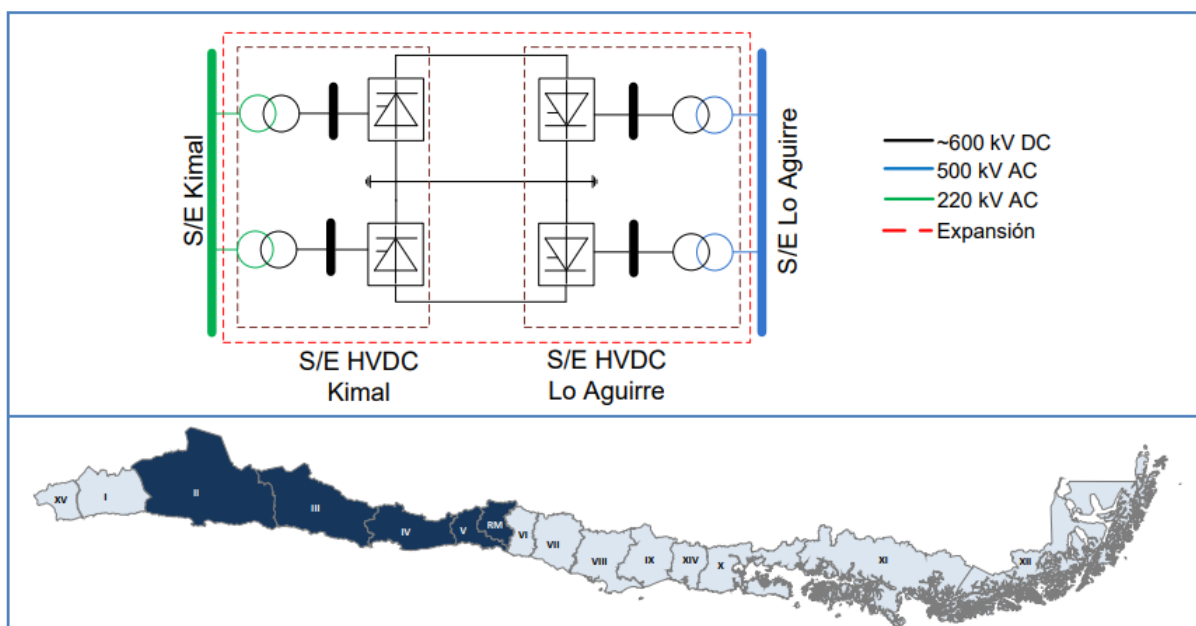 S/E Kimal
S/E Lo Aguirre
~600 kV DC
500 kV AC
220 kV AC
Expansión
S/E HVDC
Kimal
S/E HVDC
Lo Aguirre
XV
I
II
III
IV
V
RM
VI
VII
VIII
IX
XIV
X
XI
XII